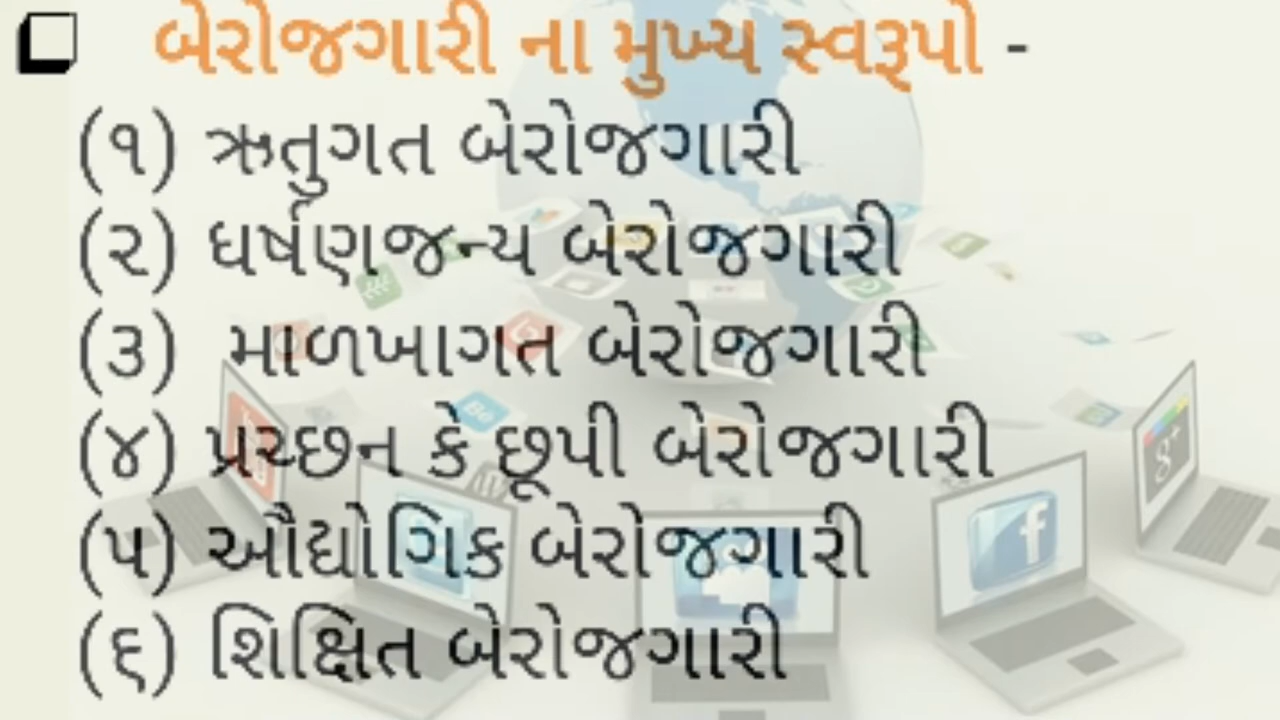 ❑ બેરોજગારી ના મુખ્ય સ્વરૂપો -
(૧) ઋતુગત બેરોજગારી
(૨) ઘર્ષણજન્ય બેરોજગારી
(૩) માળખાગત બેરોજગારી
(૪) પ્રચ્છન કે છૂપી બેરોજગારી
(૫) ઔદ્યોગિક બેરોજગારી
(૬) શિક્ષિત બેરોજગારી